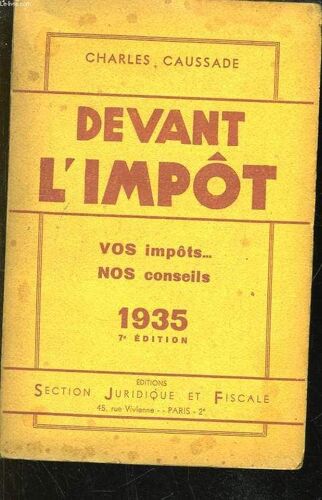 CHARLES CAUSSADE
DEVANT
L'IMPÔT
VOS impôts...
NOS conseils
1935
7e ÉDITION
ÉDITIONS
SECTION JURIDIQUE ET FISCALE
45, rue Vivienne - - PARIS - 2e